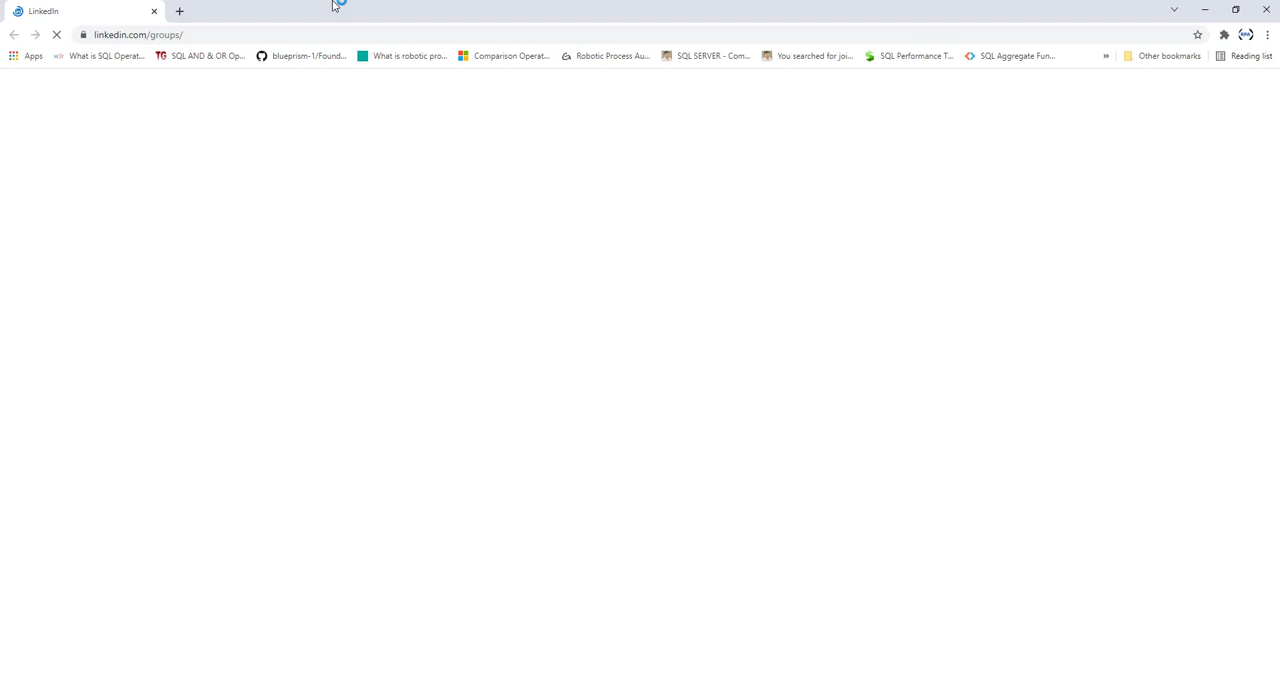 LinkedIn
linkedin.com/groups/
Apps What is SQL Operat... TG SQL AND & OR Op... blueprism-1/Found... What is robotic pro... Comparison Operat... Robotic Process Au... SQL SERVER - Com... You searched for joi... SQL Performance T... SQL Aggregate Fun... » Other bookmarks Reading list